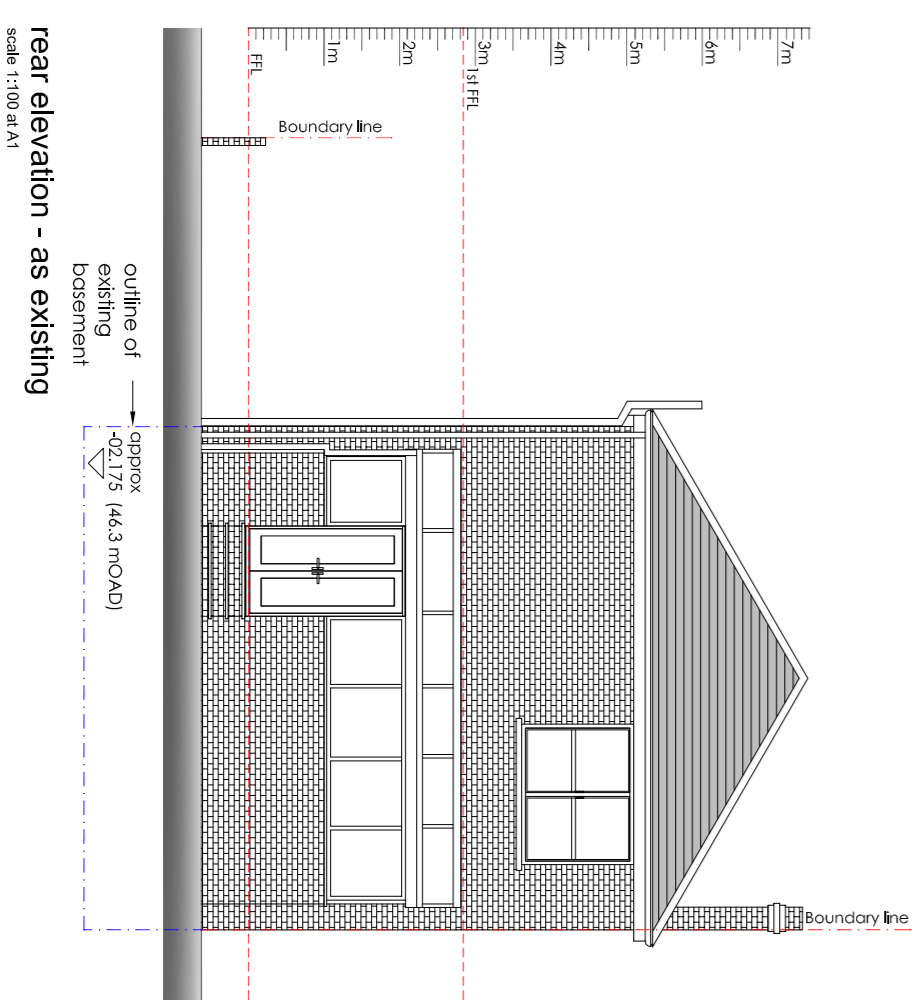 7m
6m
5m
4m
3m
1st FFL
2m
1m
FFL
Boundary line
Boundary line
outline of
existing
basement
approx
-02.175 (46.3 mOAD)
rear elevation - as existing
scale 1:100 at A1